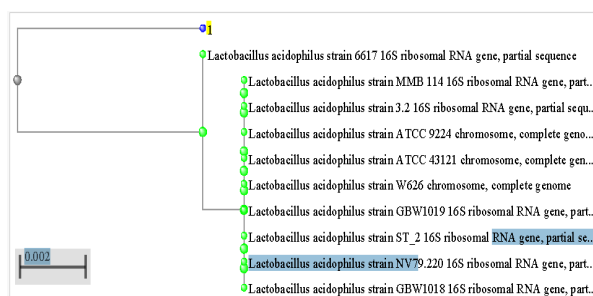 1
Lactobacillus acidophilus strain 6617 16S ribosomal RNA gene, partial sequence
Lactobacillus acidophilus strain MMB 114 16S ribosomal RNA gene, part...
Lactobacillus acidophilus strain 3.2 16S ribosomal RNA gene, partial sequ...
Lactobacillus acidophilus strain ATCC 9224 chromosome, complete geno...
Lactobacillus acidophilus strain ATCC 43121 chromosome, complete gen...
Lactobacillus acidophilus strain W626 chromosome, complete genome
Lactobacillus acidophilus strain GBW1019 16S ribosomal RNA gene, part...
Lactobacillus acidophilus strain ST_2 16S ribosomal RNA gene, partial se...
Lactobacillus acidophilus strain NV79.220 16S ribosomal RNA gene, part...
Lactobacillus acidophilus strain GBW1018 16S ribosomal RNA gene, part...
0.002